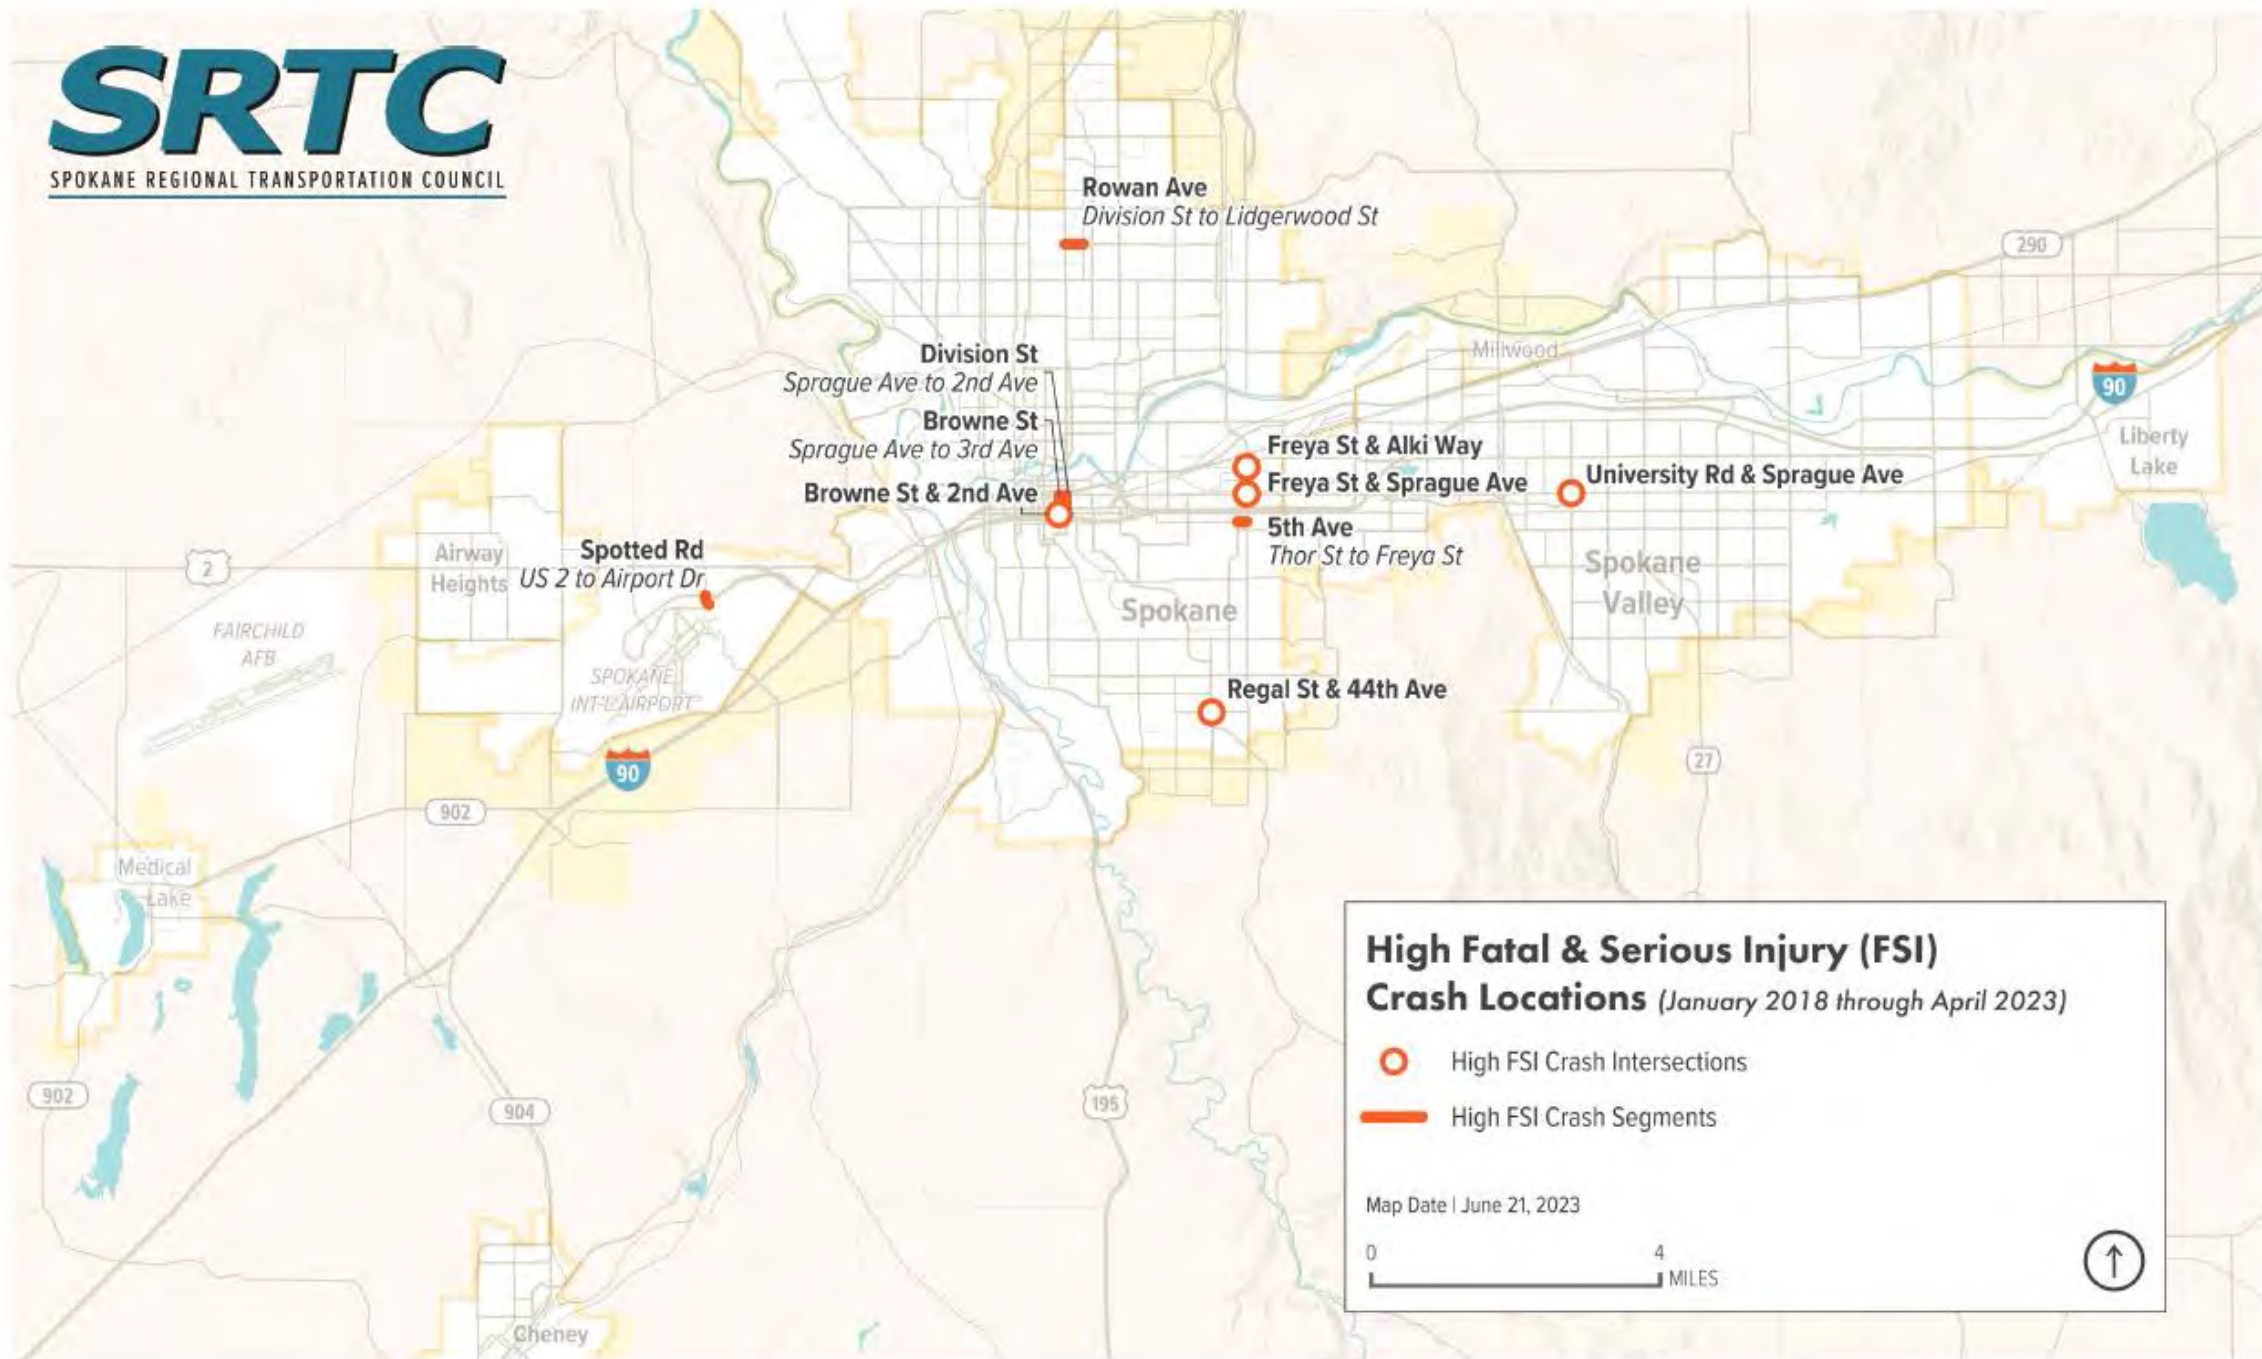 SRTC
SPOKANE REGIONAL TRANSPORTATION COUNCIL
Rowan Ave
Division St to Lidgerwood St
290
Division St
Sprague Ave to 2nd Ave
Millwood
90
Browne St
Sprague Ave to 3rd Ave
Liberty
Lake
Freya St & Alki Way
Freya St & Sprague Ave
University Rd & Sprague Ave
Browne St & 2nd Ave
5th Ave
Thor St to Freya St
Airway
Heights
Spotted Rd
US 2 to Airport Dr
2
Spokane
Valley
Spokane
FAIRCHILD
AFB
SPOKANE
INT'L AIRPORT
Regal St & 44th Ave
90
27
902
Medical
Lake
High Fatal & Serious Injury (FSI)
Crash Locations (January 2018 through April 2023)
High FSI Crash Intersections
High FSI Crash Segments
902
904
195
Map Date | June 21, 2023
0 4
MILES
Cheney